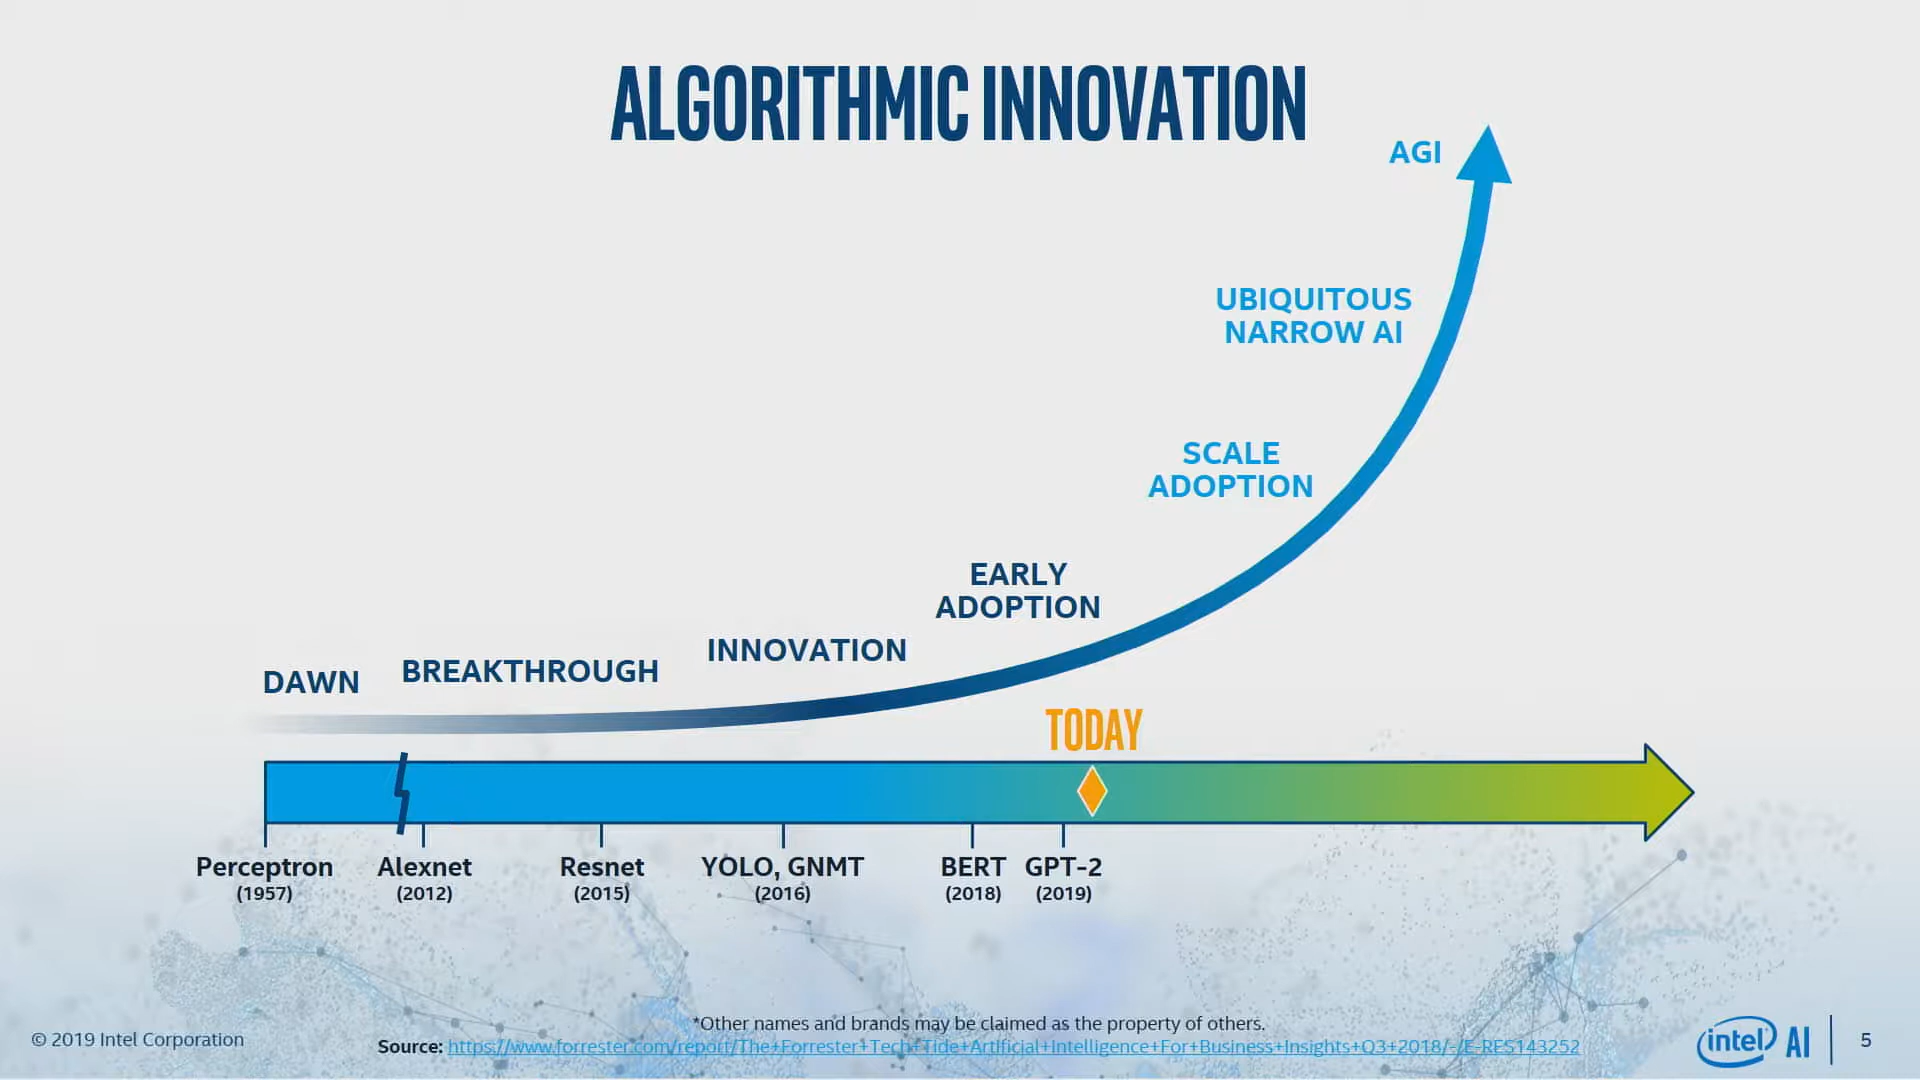 ALGORITHMIC INNOVATION
AGI
UBIQUITOUS
NARROW AI
SCALE
ADOPTION
EARLY
ADOPTION
INNOVATION
BREAKTHROUGH
DAWN
TODAY
Perceptron
(1957)
Alexnet
(2012)
Resnet
(2015)
YOLO, GNMT
(2016)
BERT
(2018)
GPT-2
(2019)
*Other names and brands may be claimed as the property of others.
© 2019 Intel Corporation
Source: https://www.forrester.com/report/The+Forrester+Tech+Tide+Artificial+Intelligence+For+Business+Insights+Q3+2018/-/E-RES143252
intel AI
5